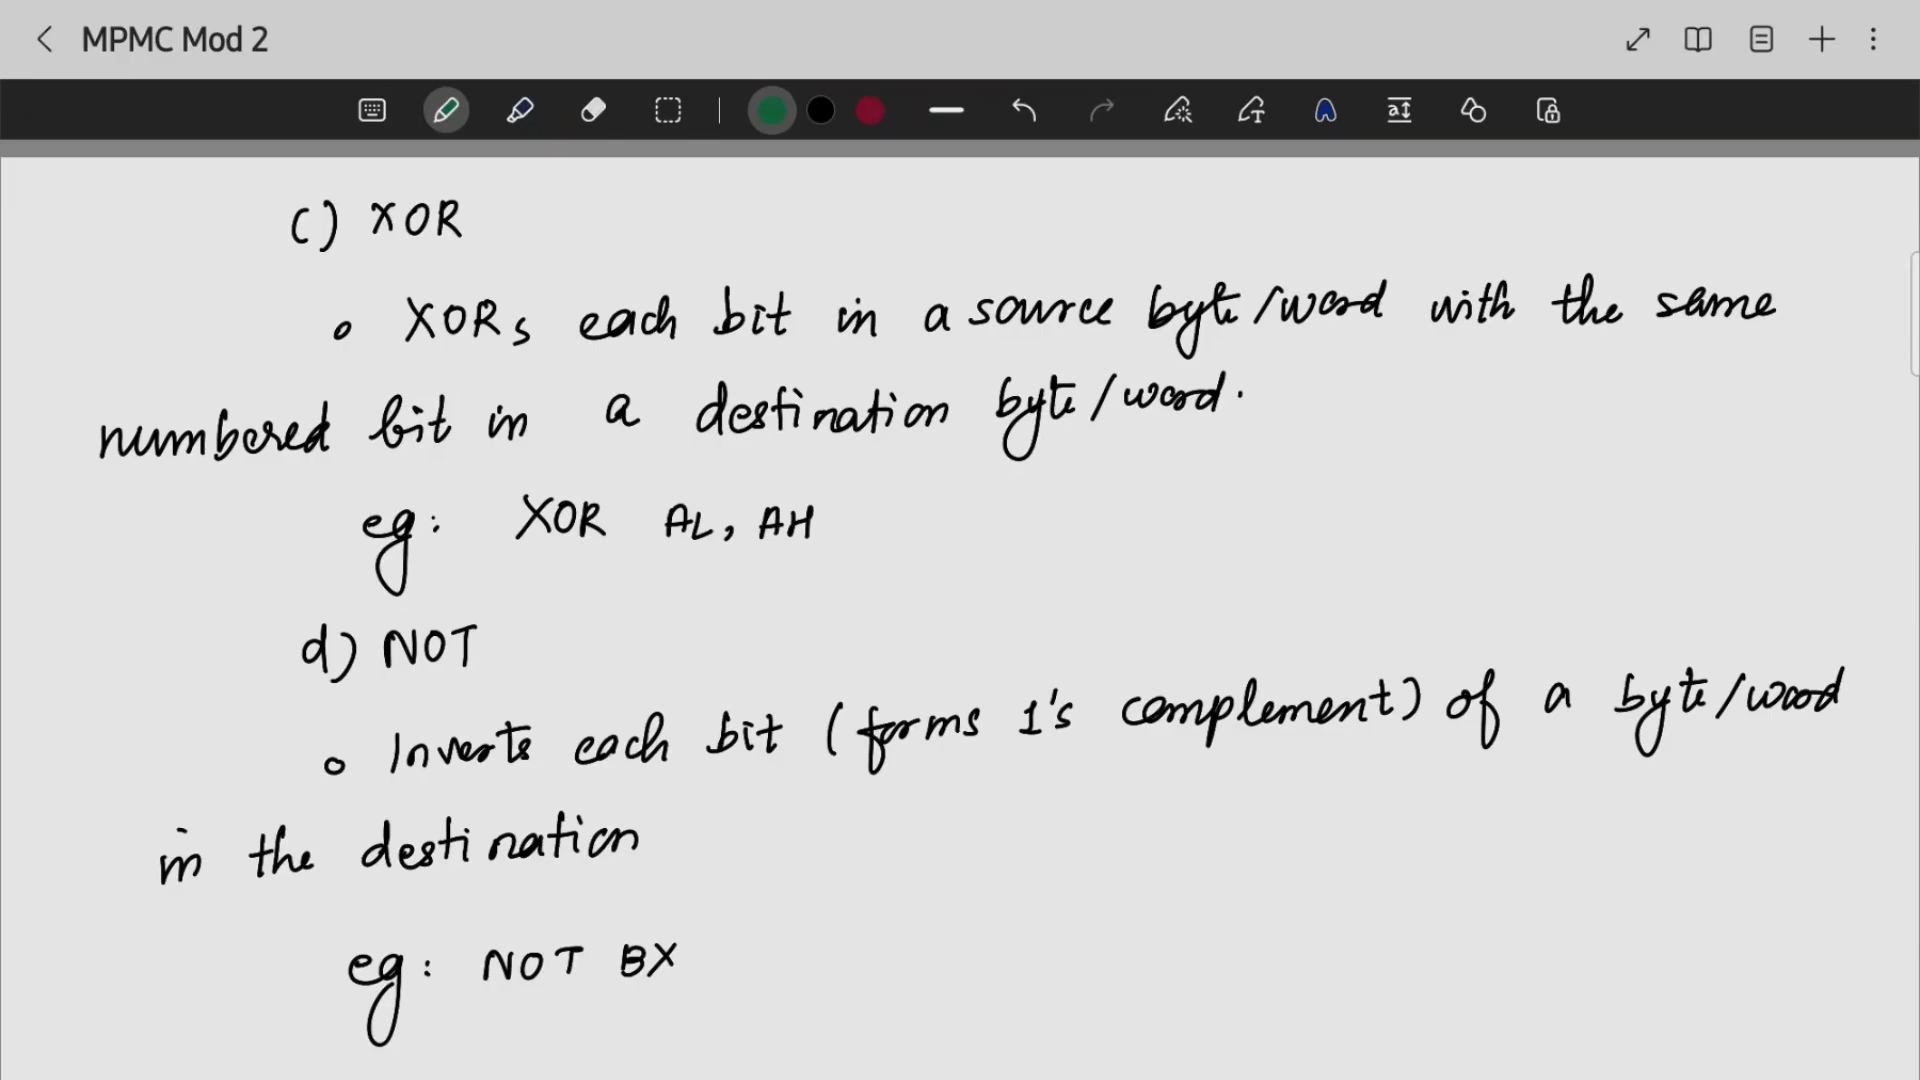 MPMC Mod 2
c) XOR
o XORs each bit in a source byte/word with the same
numbered bit in a destination byte/word.
eg: XOR AL, AH
d) NOT
o Inverts each bit (forms 1's complement) of a byte/word
in the destination
eg: NOT BX